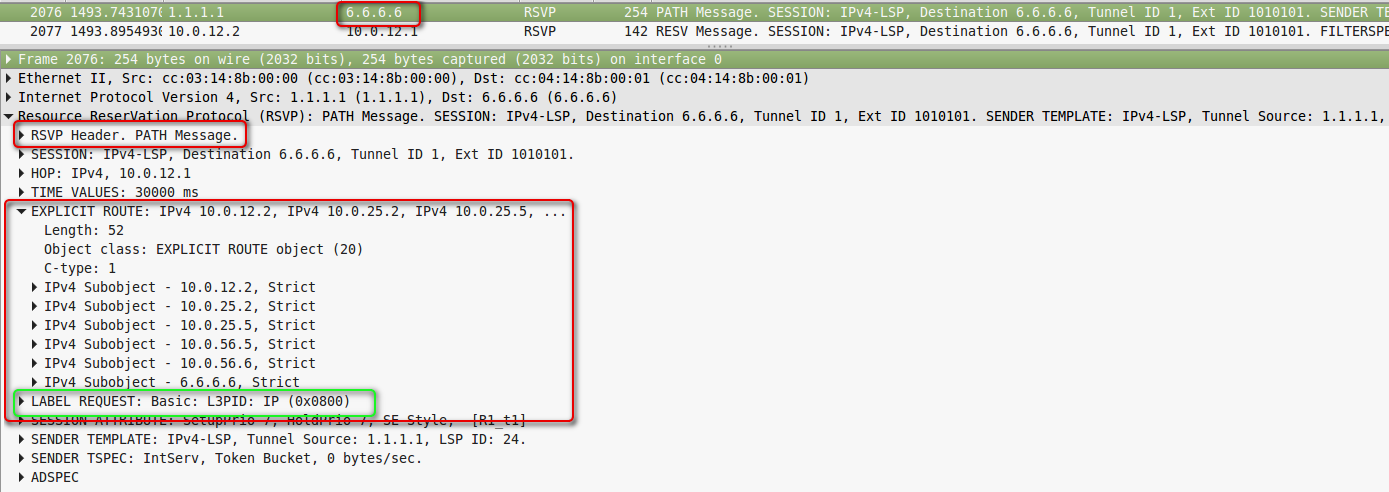 2076 1493.7431070 1.1.1.1 6.6.6.6 RSVP 254 PATH Message. SESSION: IPv4-LSP, Destination 6.6.6.6, Tunnel ID 1, Ext ID 1010101. SENDER TE
2077 1493.8954930 10.0.12.2 10.0.12.1 RSVP 142 RESV Message. SESSION: IPv4-LSP, Destination 6.6.6.6, Tunnel ID 1, Ext ID 1010101. FILTERSPE
Frame 2076: 254 bytes on wire (2032 bits), 254 bytes captured (2032 bits) on interface 0
Ethernet II, Src: cc:03:14:8b:00:00 (cc:03:14:8b:00:00), Dst: cc:04:14:8b:00:01 (cc:04:14:8b:00:01)
Internet Protocol Version 4, Src: 1.1.1.1 (1.1.1.1), Dst: 6.6.6.6 (6.6.6.6)
Resource ReserVation Protocol (RSVP): PATH Message. SESSION: IPv4-LSP, Destination 6.6.6.6, Tunnel ID 1, Ext ID 1010101. SENDER TEMPLATE: IPv4-LSP, Tunnel Source: 1.1.1.1,
RSVP Header. PATH Message.
SESSION: IPv4-LSP, Destination 6.6.6.6, Tunnel ID 1, Ext ID 1010101.
HOP: IPv4, 10.0.12.1
TIME VALUES: 30000 ms
EXPLICIT ROUTE: IPv4 10.0.12.2, IPv4 10.0.25.2, IPv4 10.0.25.5, ...
Length: 52
Object class: EXPLICIT ROUTE object (20)
C-type: 1
IPv4 Subobject - 10.0.12.2, Strict
IPv4 Subobject - 10.0.25.2, Strict
IPv4 Subobject - 10.0.25.5, Strict
IPv4 Subobject - 10.0.56.5, Strict
IPv4 Subobject - 10.0.56.6, Strict
IPv4 Subobject - 6.6.6.6, Strict
LABEL REQUEST: Basic: L3PID: IP (0x0800)
SESSION ATTRIBUTE: SetupPrio 7, HoldPrio 7, SE Style, [R1_t1]
SENDER TEMPLATE: IPv4-LSP, Tunnel Source: 1.1.1.1, LSP ID: 24.
SENDER TSPEC: IntServ, Token Bucket, 0 bytes/sec.
ADSPEC